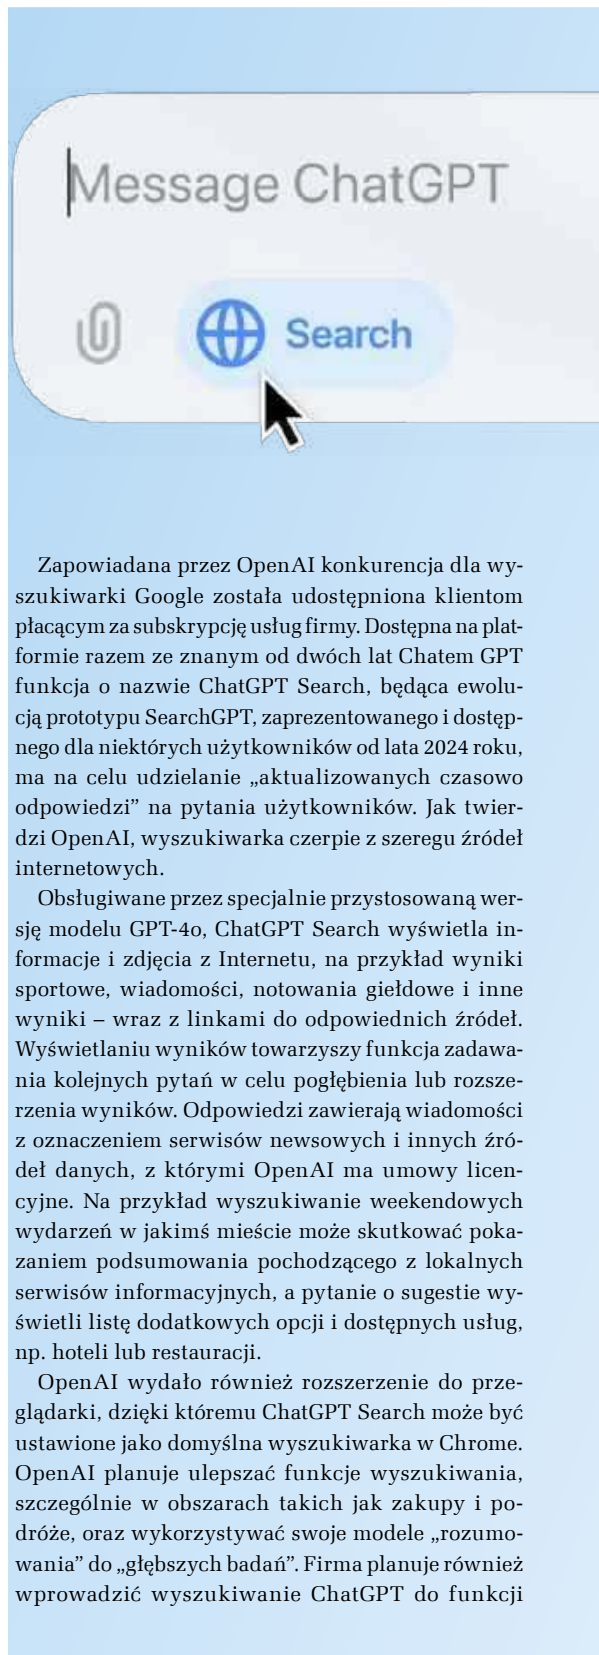 Message ChatGPT
Search
Zapowiadana przez OpenAI konkurencja dla wy-
szukiwarki Google została udostępniona klientom
płacącym za subskrypcję usług firmy. Dostępna na plat-
formie razem ze znanym od dwóch lat Chatem GPT
funkcja o nazwie ChatGPT Search, będąca ewolu-
cją prototypu SearchGPT, zaprezentowanego i dostęp-
nego dla niektórych użytkowników od lata 2024 roku,
ma na celu udzielanie „aktualizowanych czasowo
odpowiedzi” na pytania użytkowników. Jak twier-
dzi OpenAI, wyszukiwarka czerpie z szeregu źródeł
internetowych.
Obsługiwane przez specjalnie przystosowaną wer-
sję modelu GPT-4o, ChatGPT Search wyświetla in-
formacje i zdjęcia z Internetu, na przykład wyniki
sportowe, wiadomości, notowania giełdowe i inne
wyniki – wraz z linkami do odpowiednich źródeł.
Wyświetlaniu wyników towarzyszy funkcja zadawa-
nia kolejnych pytań w celu pogłębienia lub rozsze-
rzenia wyników. Odpowiedzi zawierają wiadomości
z oznaczeniem serwisów newsowych i innych źró-
deł danych, z którymi OpenAI ma umowy licen-
cyjne. Na przykład wyszukiwanie weekendowych
wydarzeń w jakimś mieście może skutkować poka-
zaniem podsumowania pochodzącego z lokalnych
serwisów informacyjnych, a pytanie o sugestie wy-
świetli listę dodatkowych opcji i dostępnych usług,
np. hoteli lub restauracji.
OpenAI wydało również rozszerzenie do prze-
glądarki, dzięki któremu ChatGPT Search może być
ustawione jako domyślna wyszukiwarka w Chrome.
OpenAI planuje ulepszać funkcje wyszukiwania,
szczególnie w obszarach takich jak zakupy i po-
dróże, oraz wykorzystywać swoje modele „rozumo-
wania” do „głębszych badań”. Firma planuje również
wprowadzić wyszukiwanie ChatGPT do funkcji